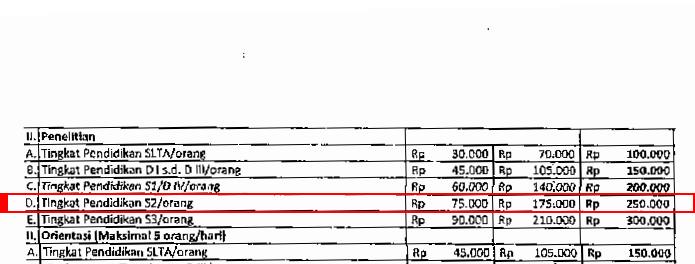 II. Penelitian
A. Tingkat Pendidikan SLTA/orang Rp 30.000 Rp 70.000 Rp 100.000
B. Tingkat Pendidikan D I s.d. D III/orang Rp 45.000 Rp 105.000 Rp 150.000
C. Tingkat Pendidikan S1/D IV/orang Rp 60.000 Rp 140.000 Rp 200.000
D. Tingkat Pendidikan S2/orang Rp 75.000 Rp 175.000 Rp 250.000
E. Tingkat Pendidikan S3/orang Rp 90.000 Rp 210.000 Rp 300.000
II. Orientasi (Maksimal 5 orang/hari)
A. Tingkat Pendidikan SLTA/orang Rp 45.000 Rp 105.000 Rp 150.000